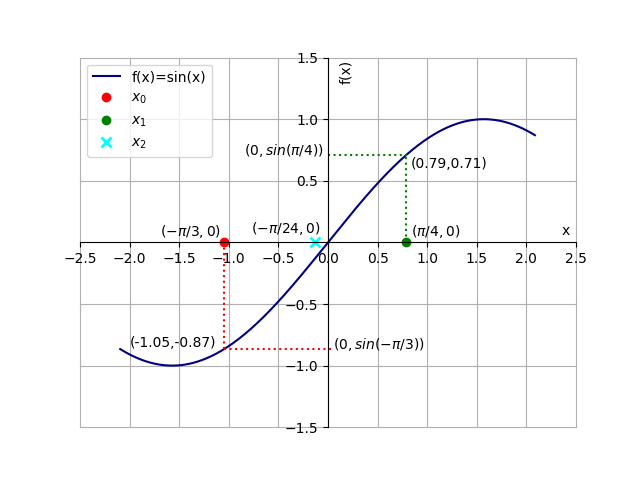 f(x)=sin(x)
x₀
x₁
x₂
f(x)
1.5
1.0
(0, sin(π/4))
(0.79,0.71)
0.5
(−π/3, 0)
(−π/24, 0)
(π/4, 0)
x
−2.5 −2.0 −1.5 −1.0 −0.5 0.0 0.5 1.0 1.5 2.0 2.5
−0.5
(-1.05,-0.87)
(0, sin(−π/3))
−1.0
−1.5